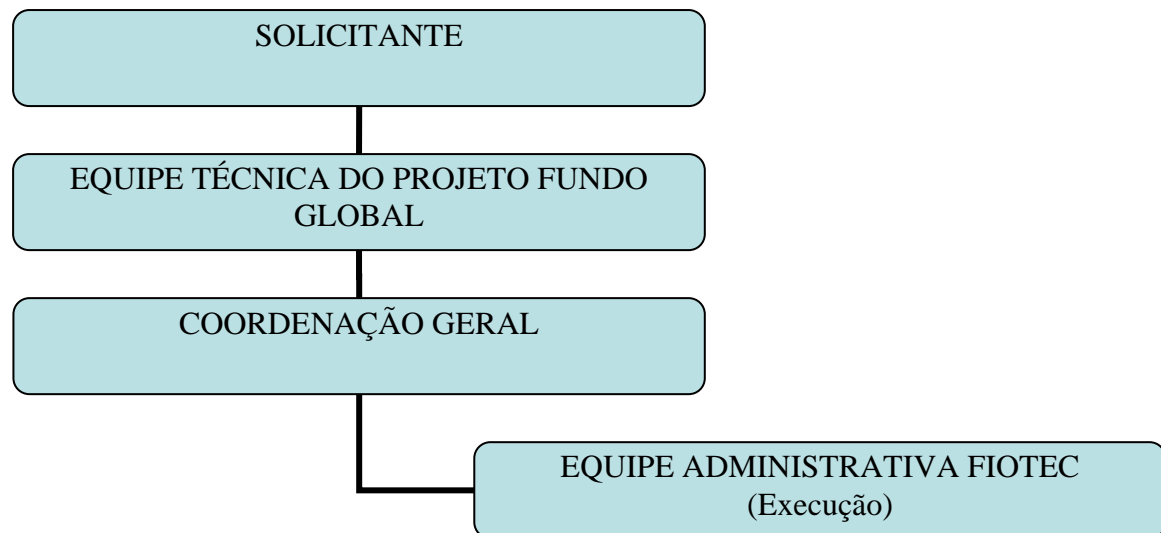 SOLICITANTE
EQUIPE TÉCNICA DO PROJETO FUNDO
GLOBAL
COORDENAÇÃO GERAL
EQUIPE ADMINISTRATIVA FIOTEC
(Execução)